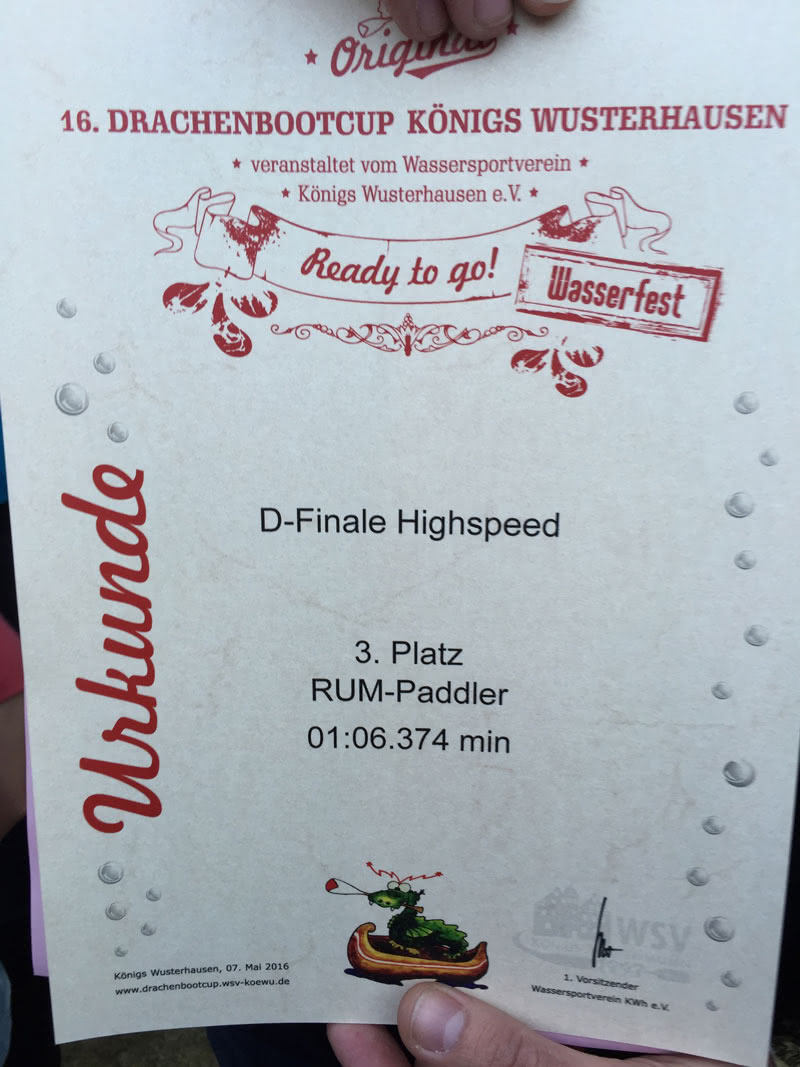 Original
16. DRACHENBOOTCUP KÖNIGS WUSTERHAUSEN
★ veranstaltet vom Wassersportverein ★
★ Königs Wusterhausen e.V. ★
Ready to go!
Wasserfest
Urkunde
D-Finale Highspeed
3. Platz
RUM-Paddler
01:06.374 min
WSV
Königs Wusterhausen, 07. Mai 2016
www.drachenbootcup.wsv-koewu.de
1. Vorsitzender
Wassersportverein KWh e.V.